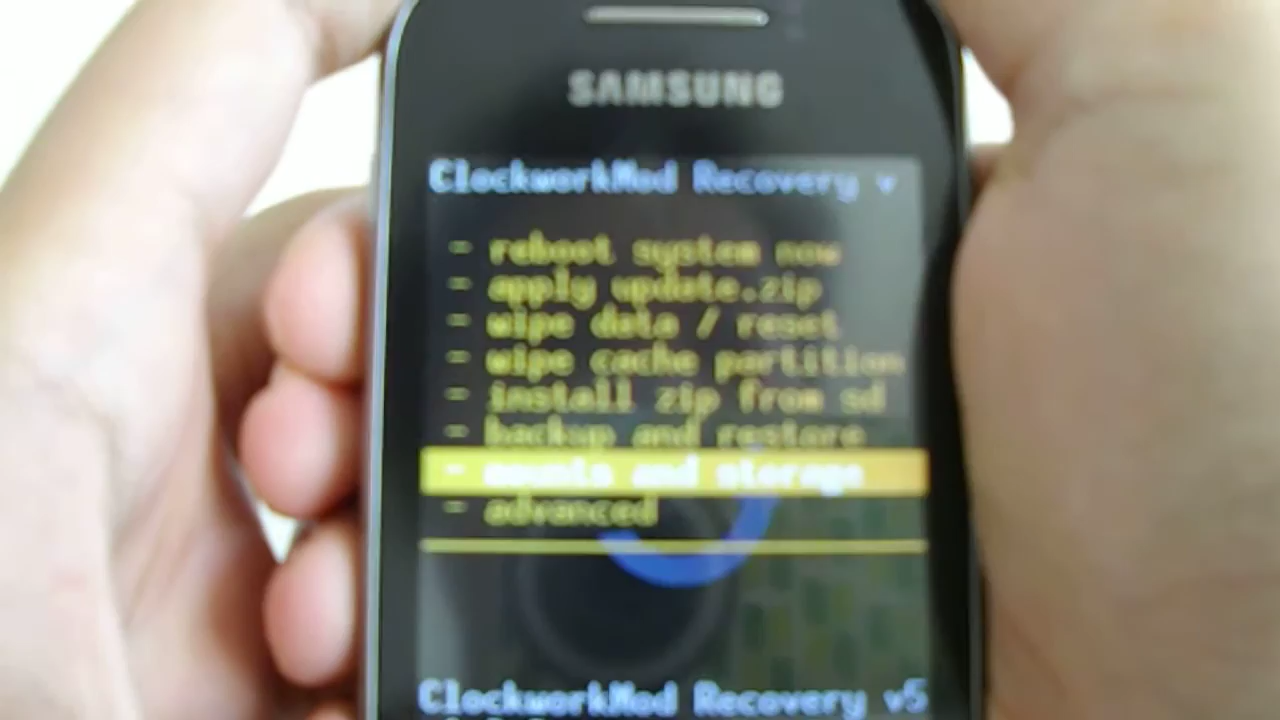 SAMSUNG
ClockworkMod Recovery v
- reboot system now
- apply update.zip
- wipe data / reset
- wipe cache partition
- install zip from sd
- backup and restore
- mounts and storage
- advanced
ClockworkMod Recovery v5